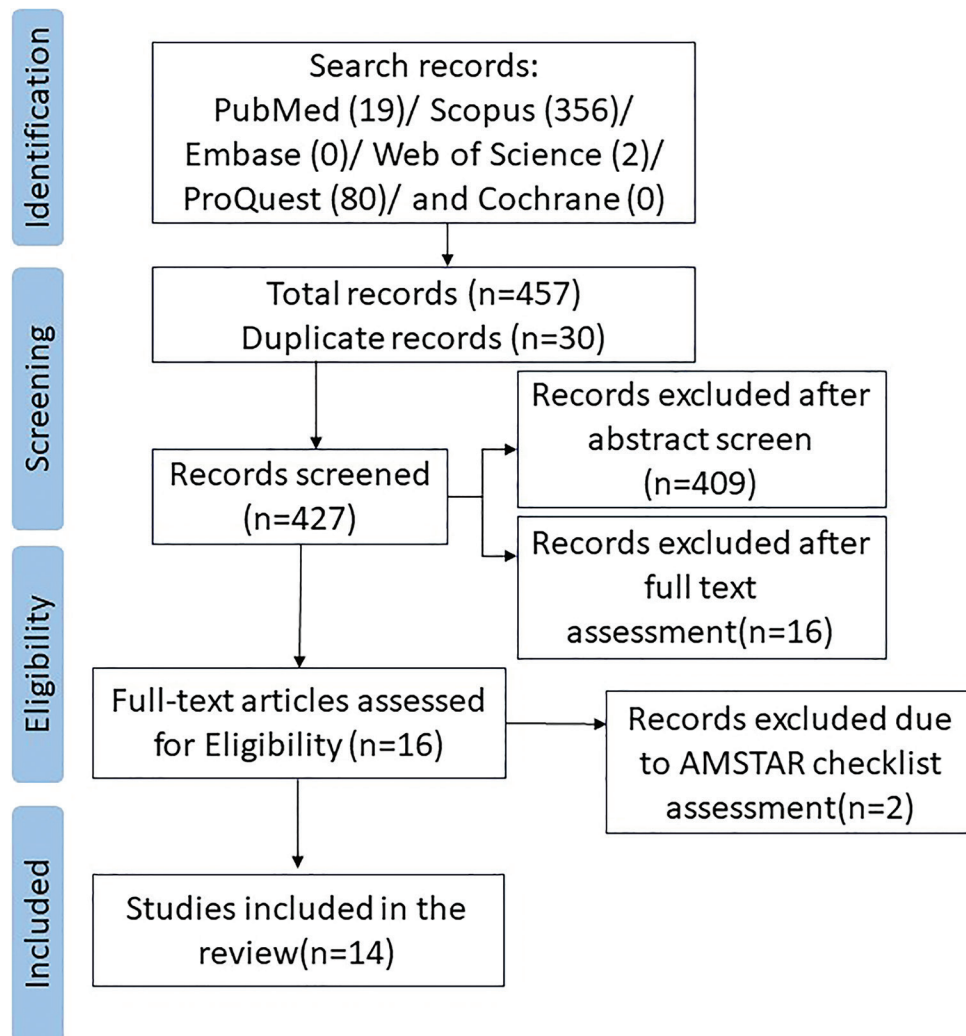 Identification
Search records:
PubMed (19)/ Scopus (356)/
Embase (0)/ Web of Science (2)/
ProQuest (80)/ and Cochrane (0)
Screening
Total records (n=457)
Duplicate records (n=30)
Records screened
(n=427)
Records excluded after
abstract screen
(n=409)
Records excluded after
full text
assessment(n=16)
Eligibility
Full-text articles assessed
for Eligibility (n=16)
Records excluded due
to AMSTAR checklist
assessment(n=2)
Included
Studies included in the
review(n=14)